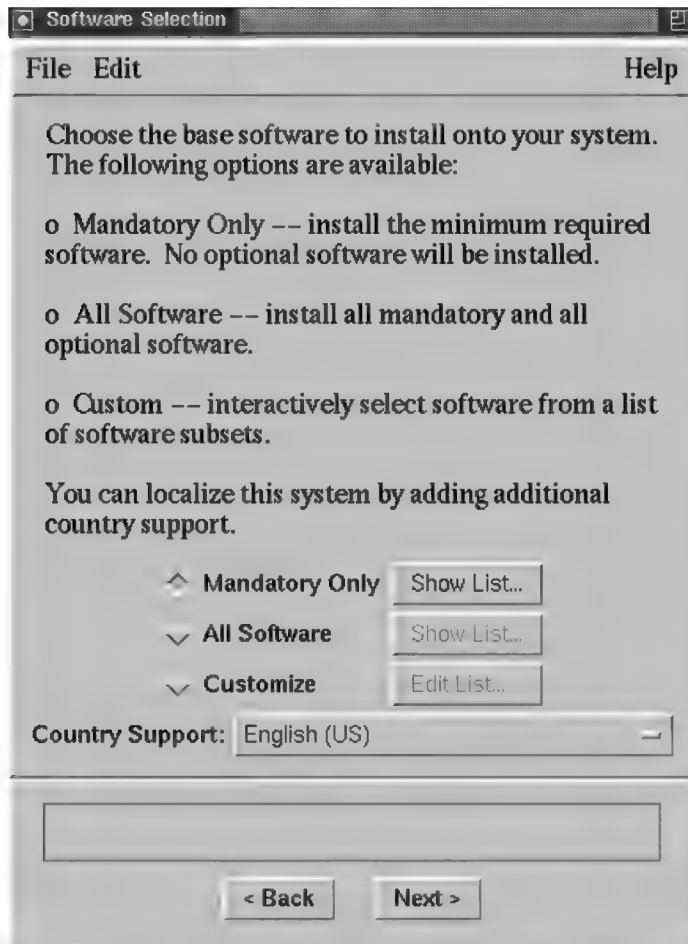 Software Selection
File Edit Help
Choose the base software to install onto your system.
The following options are available:
o Mandatory Only -- install the minimum required
software. No optional software will be installed.
o All Software -- install all mandatory and all
optional software.
o Custom -- interactively select software from a list
of software subsets.
You can localize this system by adding additional
country support.
Mandatory Only Show List...
All Software Show List...
Customize Edit List...
Country Support: English (US)
< Back Next >